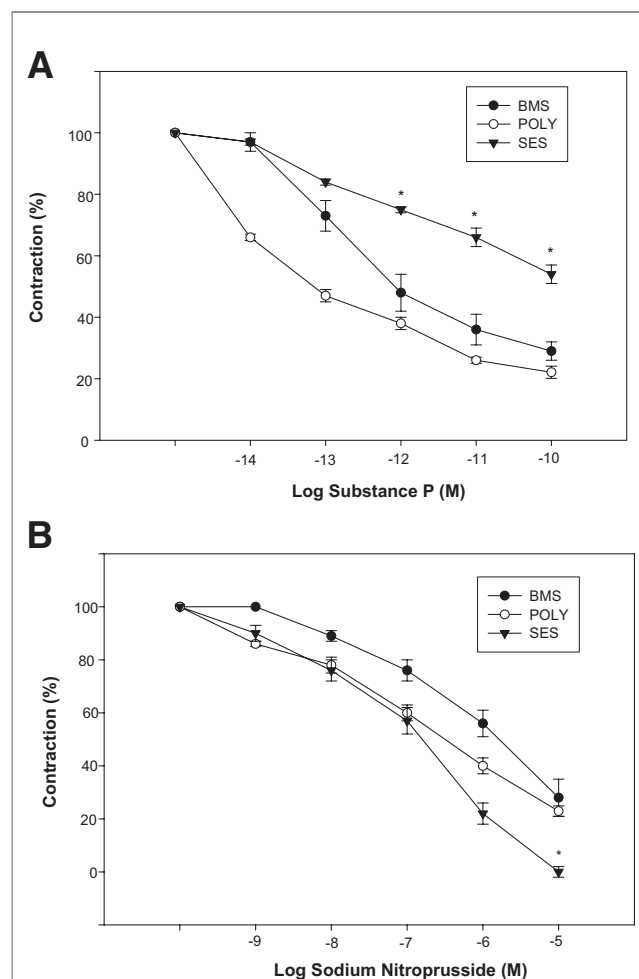 A
BMS
POLY
SES
Contraction (%)
100
80
60
40
20
0
*
*
*
-14
-13
-12
-11
-10
Log Substance P (M)
B
BMS
POLY
SES
Contraction (%)
100
80
60
40
20
0
*
-9
-8
-7
-6
-5
Log Sodium Nitroprusside (M)